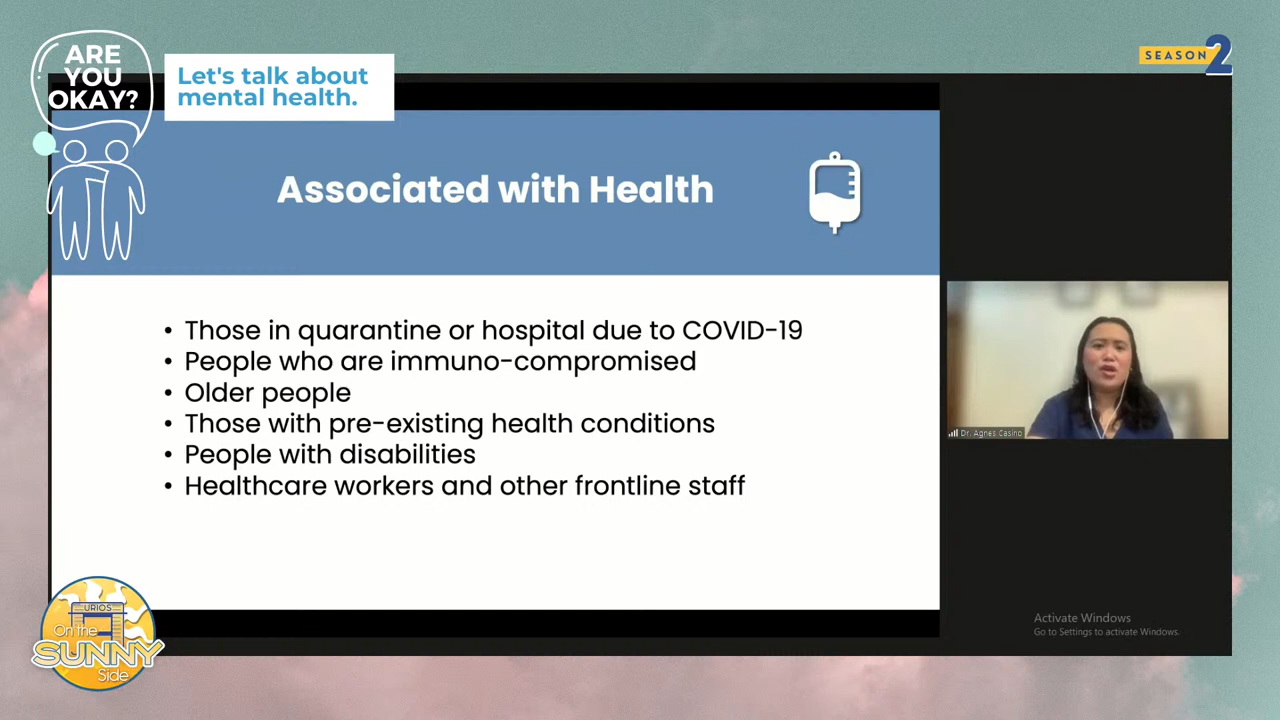 ARE
YOU
OKAY?
Let's talk about
mental health.
SEASON 2
Associated with Health
• Those in quarantine or hospital due to COVID-19
• People who are immuno-compromised
• Older people
• Those with pre-existing health conditions
• People with disabilities
• Healthcare workers and other frontline staff
Dr. Agnes Casino
URIOS
On the
SUNNY
Side
Activate Windows
Go to Settings to activate Windows.